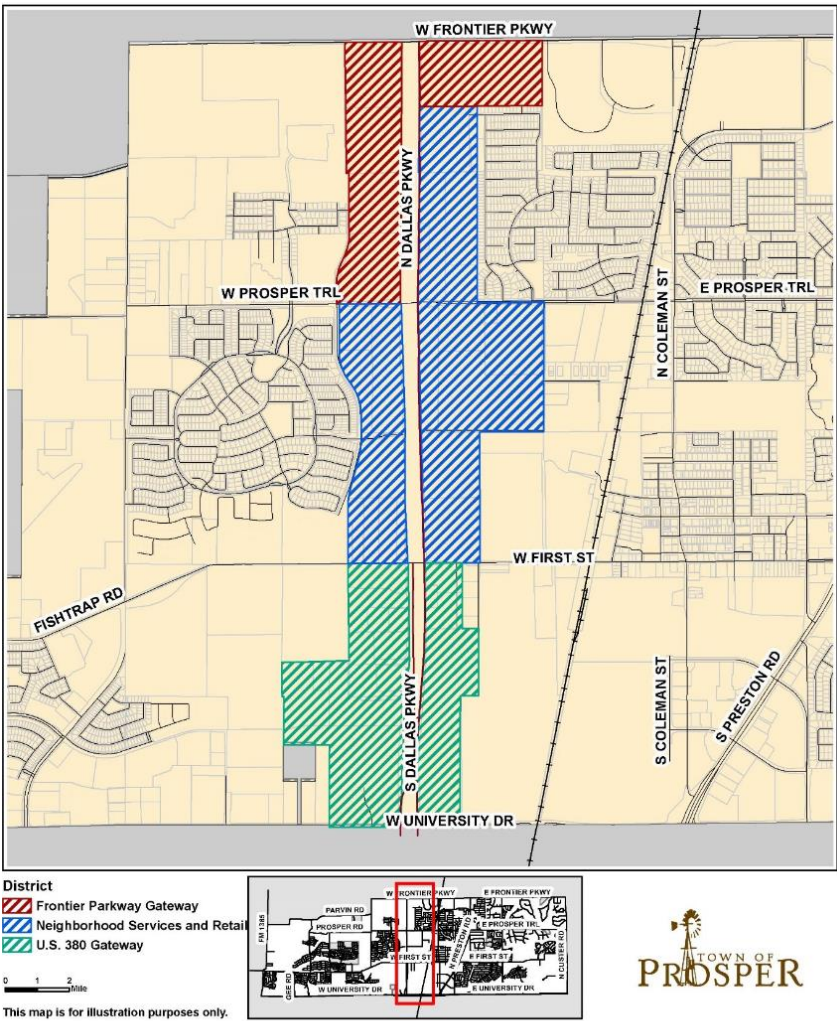 W FRONTIER PKWY
N DALLAS PKWY
W PROSPER TRL
E PROSPER TRL
N COLEMAN ST
W FIRST ST
FISHTRAP RD
S DALLAS PKWY
S COLEMAN ST
S PRESTON RD
W UNIVERSITY DR
District
Frontier Parkway Gateway
Neighborhood Services and Retail
U.S. 380 Gateway
0 1 2
Mile
This map is for illustration purposes only.
W FRONTIER PKWY
E FRONTIER PKWY
PARVIN RD
FM 1385
PROSPER RD
E PROSPER TRL
N PRESTON RD
N CUSTER RD
W FIRST ST
E FIRST ST
GEE RD
W UNIVERSITY DR
E UNIVERSITY DR
TOWN OF
PROSPER